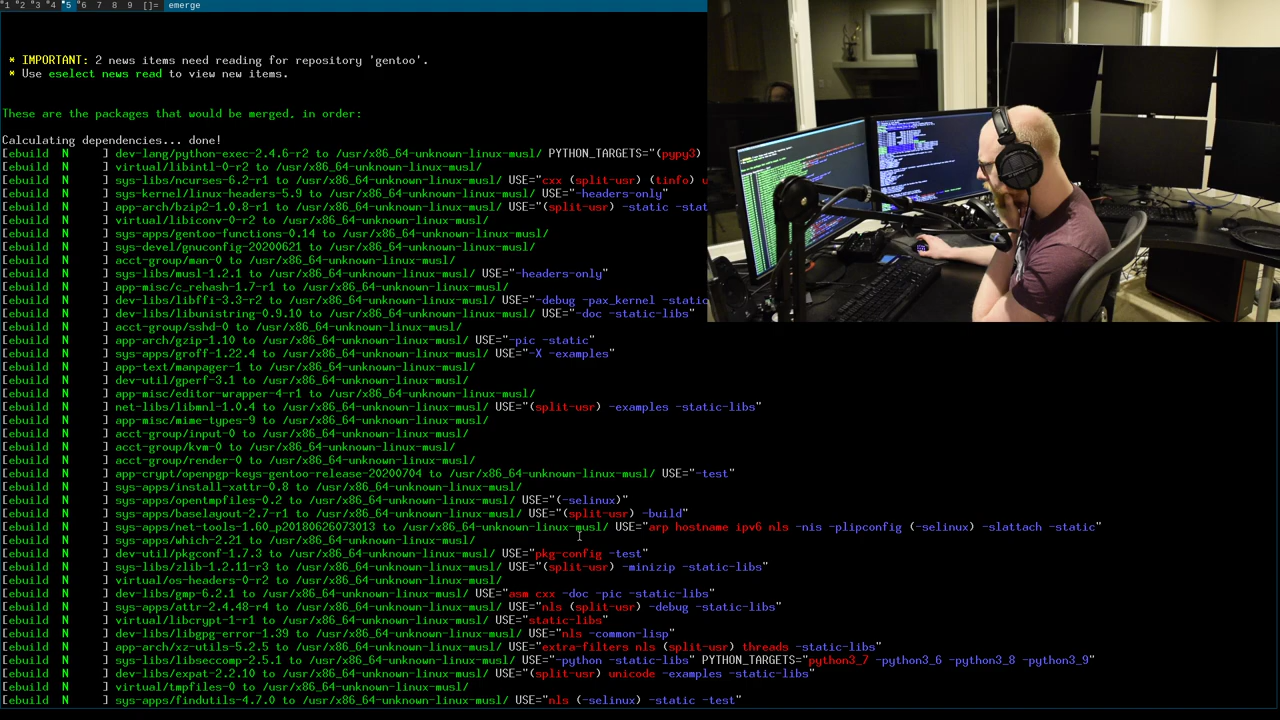 1 2 3 4 5 6 7 8 9 []= emerge
* IMPORTANT: 2 news items need reading for repository 'gentoo'.
* Use eselect news read to view new items.
These are the packages that would be merged, in order:
Calculating dependencies... done!
[ebuild N ] dev-lang/python-exec-2.4.6-r2 to /usr/x86_64-unknown-linux-musl/ PYTHON_TARGETS="(pypy3)
[ebuild N ] virtual/libintl-0-r2 to /usr/x86_64-unknown-linux-musl/
[ebuild N ] sys-libs/ncurses-6.2-r1 to /usr/x86_64-unknown-linux-musl/ USE="cxx (split-usr) (tinfo) u
[ebuild N ] sys-kernel/linux-headers-5.9 to /usr/x86_64-unknown-linux-musl/ USE="-headers-only"
[ebuild N ] app-arch/bzip2-1.0.8-r1 to /usr/x86_64-unknown-linux-musl/ USE="(split-usr) -static -stat
[ebuild N ] virtual/libiconv-0-r2 to /usr/x86_64-unknown-linux-musl/
[ebuild N ] sys-apps/gentoo-functions-0.14 to /usr/x86_64-unknown-linux-musl/
[ebuild N ] sys-devel/gnuconfig-20200621 to /usr/x86_64-unknown-linux-musl/
[ebuild N ] acct-group/man-0 to /usr/x86_64-unknown-linux-musl/
[ebuild N ] sys-libs/musl-1.2.1 to /usr/x86_64-unknown-linux-musl/ USE="-headers-only"
[ebuild N ] app-misc/c_rehash-1.7-r1 to /usr/x86_64-unknown-linux-musl/
[ebuild N ] dev-libs/libffi-3.3-r2 to /usr/x86_64-unknown-linux-musl/ USE="-debug -pax_kernel -static
[ebuild N ] dev-libs/libunistring-0.9.10 to /usr/x86_64-unknown-linux-musl/ USE="-doc -static-libs"
[ebuild N ] acct-group/sshd-0 to /usr/x86_64-unknown-linux-musl/
[ebuild N ] app-arch/gzip-1.10 to /usr/x86_64-unknown-linux-musl/ USE="-pic -static"
[ebuild N ] sys-apps/groff-1.22.4 to /usr/x86_64-unknown-linux-musl/ USE="-X -examples"
[ebuild N ] app-text/manpager-1 to /usr/x86_64-unknown-linux-musl/
[ebuild N ] dev-util/gperf-3.1 to /usr/x86_64-unknown-linux-musl/
[ebuild N ] app-misc/editor-wrapper-4-r1 to /usr/x86_64-unknown-linux-musl/
[ebuild N ] net-libs/libmnl-1.0.4 to /usr/x86_64-unknown-linux-musl/ USE="(split-usr) -examples -static-libs"
[ebuild N ] app-misc/mime-types-9 to /usr/x86_64-unknown-linux-musl/
[ebuild N ] acct-group/input-0 to /usr/x86_64-unknown-linux-musl/
[ebuild N ] acct-group/kvm-0 to /usr/x86_64-unknown-linux-musl/
[ebuild N ] acct-group/render-0 to /usr/x86_64-unknown-linux-musl/
[ebuild N ] app-crypt/openpgp-keys-gentoo-release-20200704 to /usr/x86_64-unknown-linux-musl/ USE="-test"
[ebuild N ] sys-apps/install-xattr-0.8 to /usr/x86_64-unknown-linux-musl/
[ebuild N ] sys-apps/opentmpfiles-0.2 to /usr/x86_64-unknown-linux-musl/ USE="(-selinux)"
[ebuild N ] sys-apps/baselayout-2.7-r1 to /usr/x86_64-unknown-linux-musl/ USE="(split-usr) -build"
[ebuild N ] sys-apps/net-tools-1.60_p20180626073013 to /usr/x86_64-unknown-linux-musl/ USE="arp hostname ipv6 nls -nis -plipconfig (-selinux) -slattach -static"
[ebuild N ] sys-apps/which-2.21 to /usr/x86_64-unknown-linux-musl/
[ebuild N ] dev-util/pkgconf-1.7.3 to /usr/x86_64-unknown-linux-musl/ USE="pkg-config -test"
[ebuild N ] sys-libs/zlib-1.2.11-r3 to /usr/x86_64-unknown-linux-musl/ USE="(split-usr) -minizip -static-libs"
[ebuild N ] virtual/os-headers-0-r2 to /usr/x86_64-unknown-linux-musl/
[ebuild N ] dev-libs/gmp-6.2.1 to /usr/x86_64-unknown-linux-musl/ USE="asm cxx -doc -pic -static-libs"
[ebuild N ] sys-apps/attr-2.4.48-r4 to /usr/x86_64-unknown-linux-musl/ USE="nls (split-usr) -debug -static-libs"
[ebuild N ] virtual/libcrypt-1-r1 to /usr/x86_64-unknown-linux-musl/ USE="static-libs"
[ebuild N ] dev-libs/libgpg-error-1.39 to /usr/x86_64-unknown-linux-musl/ USE="nls -common-lisp"
[ebuild N ] app-arch/xz-utils-5.2.5 to /usr/x86_64-unknown-linux-musl/ USE="extra-filters nls (split-usr) threads -static-libs"
[ebuild N ] sys-libs/libseccomp-2.5.1 to /usr/x86_64-unknown-linux-musl/ USE="-python -static-libs" PYTHON_TARGETS="python3_7 -python3_6 -python3_8 -python3_9"
[ebuild N ] dev-libs/expat-2.2.10 to /usr/x86_64-unknown-linux-musl/ USE="(split-usr) unicode -examples -static-libs"
[ebuild N ] virtual/tmpfiles-0 to /usr/x86_64-unknown-linux-musl/
[ebuild N ] sys-apps/findutils-4.7.0 to /usr/x86_64-unknown-linux-musl/ USE="nls (-selinux) -static -test"